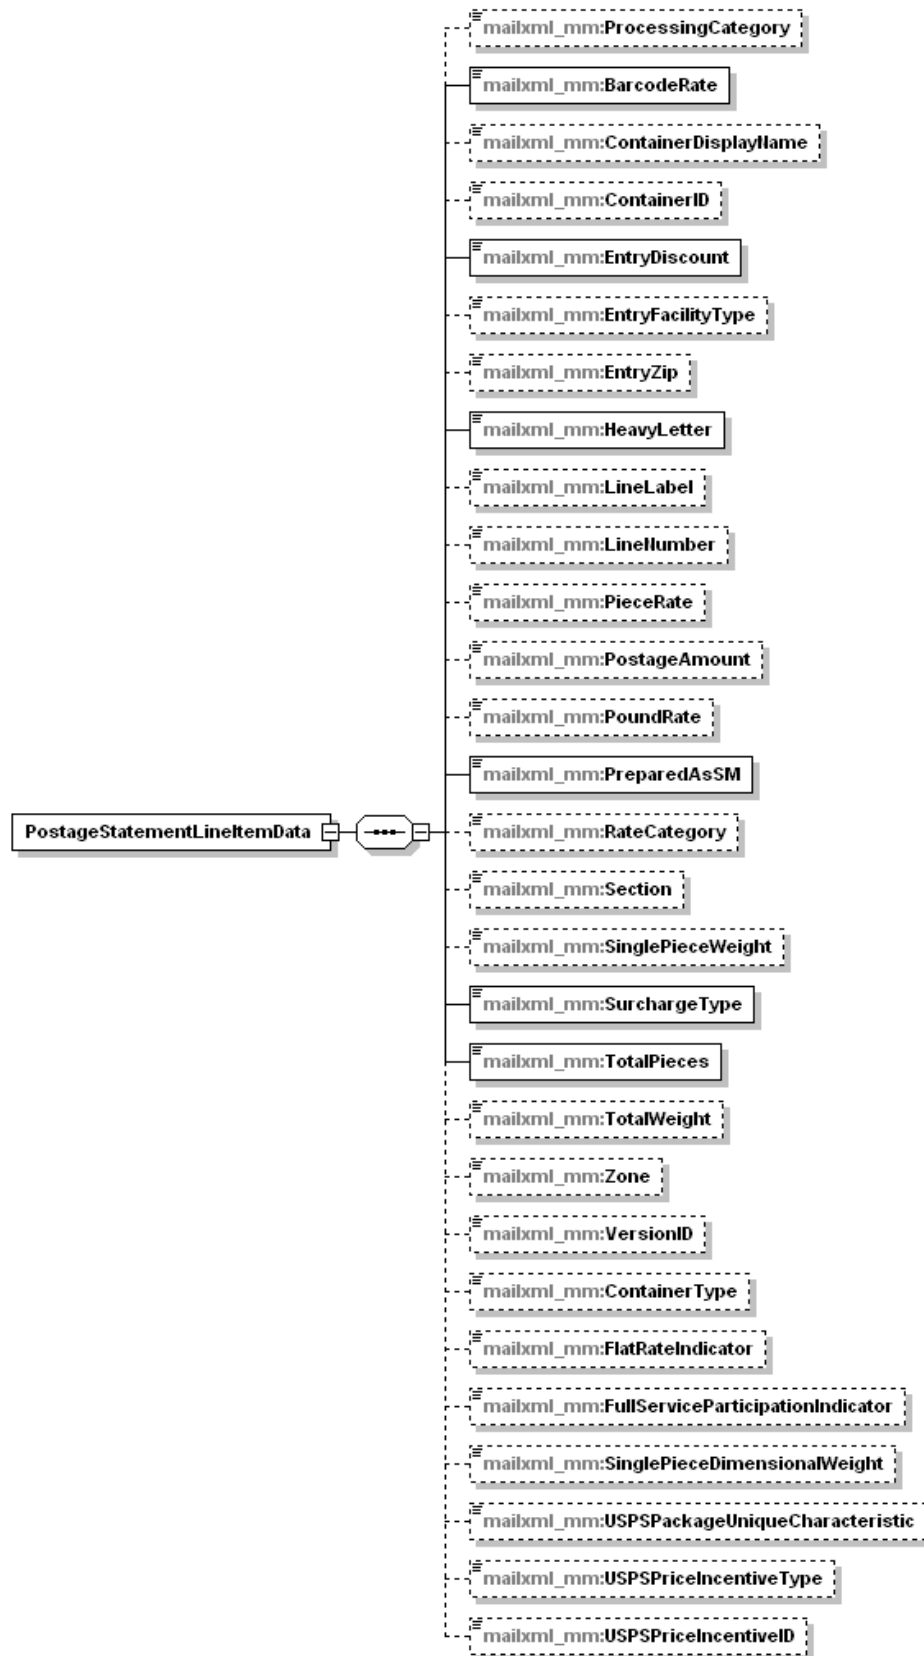 mailxml_mm:ProcessingCategory
mailxml_mm:BarcodeRate
mailxml_mm:ContainerDisplayName
mailxml_mm:ContainerID
mailxml_mm:EntryDiscount
mailxml_mm:EntryFacilityType
mailxml_mm:EntryZip
mailxml_mm:HeavyLetter
mailxml_mm:LineLabel
mailxml_mm:LineNumber
mailxml_mm:PieceRate
mailxml_mm:PostageAmount
mailxml_mm:PoundRate
mailxml_mm:PreparedAsSM
PostageStatementLineItemData
mailxml_mm:RateCategory
mailxml_mm:Section
mailxml_mm:SinglePieceWeight
mailxml_mm:SurchargeType
mailxml_mm:TotalPieces
mailxml_mm:TotalWeight
mailxml_mm:Zone
mailxml_mm:VersionID
mailxml_mm:ContainerType
mailxml_mm:FlatRateIndicator
mailxml_mm:FullServiceParticipationIndicator
mailxml_mm:SinglePieceDimensionalWeight
mailxml_mm:USPSPackageUniqueCharacteristic
mailxml_mm:USPSPriceIncentiveType
mailxml_mm:USPSPriceIncentiveID